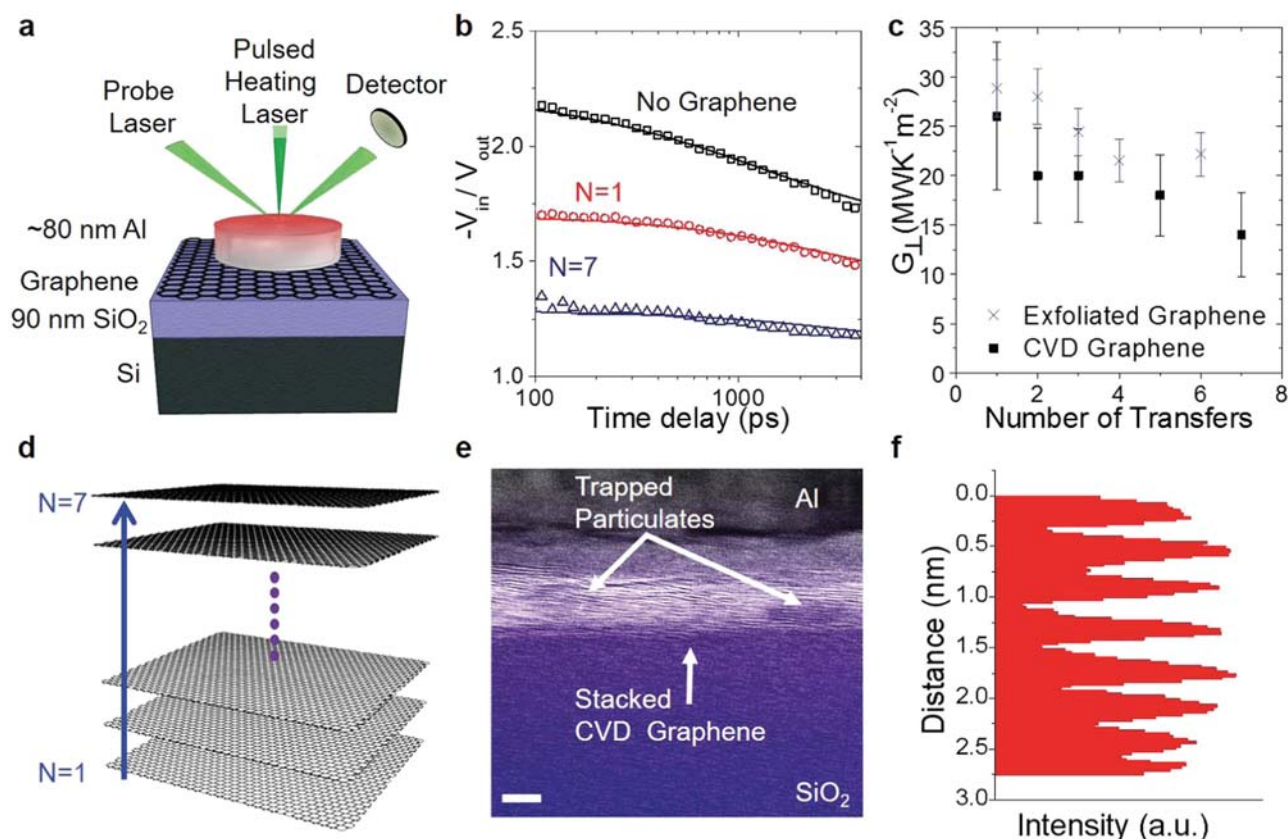 a
Probe
Laser
Pulsed
Heating
Laser
Detector
~80 nm Al
Graphene
90 nm SiO₂
Si
b
2.5
2.0
1.5
1.0
-V_in / V_out
No Graphene
N=1
N=7
100
1000
Time delay (ps)
c
35
30
25
20
15
10
5
0
G⊥(MWK⁻¹m⁻²)
Exfoliated Graphene
CVD Graphene
0
2
4
6
8
Number of Transfers
d
N=7
N=1
e
Trapped
Particulates
Al
Stacked
CVD Graphene
SiO₂
f
0.0
0.5
1.0
1.5
2.0
2.5
3.0
Distance (nm)
Intensity (a.u.)